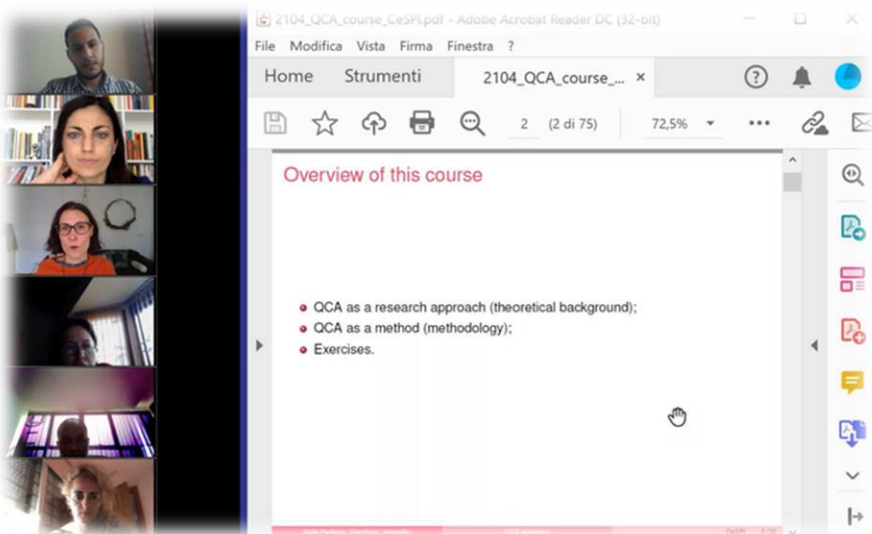 2104_QCA_course_CeSPI.pdf - Adobe Acrobat Reader DC (32-bit)
File Modifica Vista Firma Finestra ?
Home Strumenti 2104_QCA_course_... ×
2 (2 di 75) 72,5%
Overview of this course
QCA as a research approach (theoretical background);
QCA as a method (methodology);
Exercises.